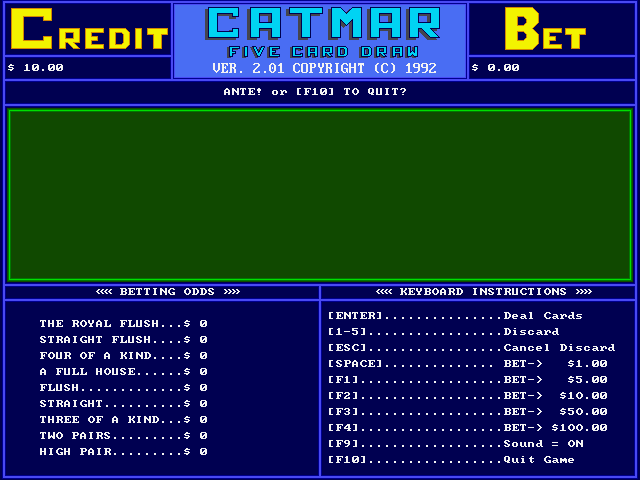 CREDIT
CATMAR
FIVE CARD DRAW
VER. 2.01 COPYRIGHT (C) 1992
BET
$ 10.00
$ 0.00
ANTE! or [F10] TO QUIT?
«« BETTING ODDS »»
THE ROYAL FLUSH...$ 0
STRAIGHT FLUSH....$ 0
FOUR OF A KIND....$ 0
A FULL HOUSE......$ 0
FLUSH.............$ 0
STRAIGHT..........$ 0
THREE OF A KIND...$ 0
TWO PAIRS.........$ 0
HIGH PAIR.........$ 0
«« KEYBOARD INSTRUCTIONS »»
[ENTER]...............Deal Cards
[1-5].................Discard
[ESC].................Cancel Discard
[SPACE].............. BET-> $1.00
[F1]..................BET-> $5.00
[F2]..................BET-> $10.00
[F3]..................BET-> $50.00
[F4]..................BET-> $100.00
[F9]..................Sound = ON
[F10].................Quit Game